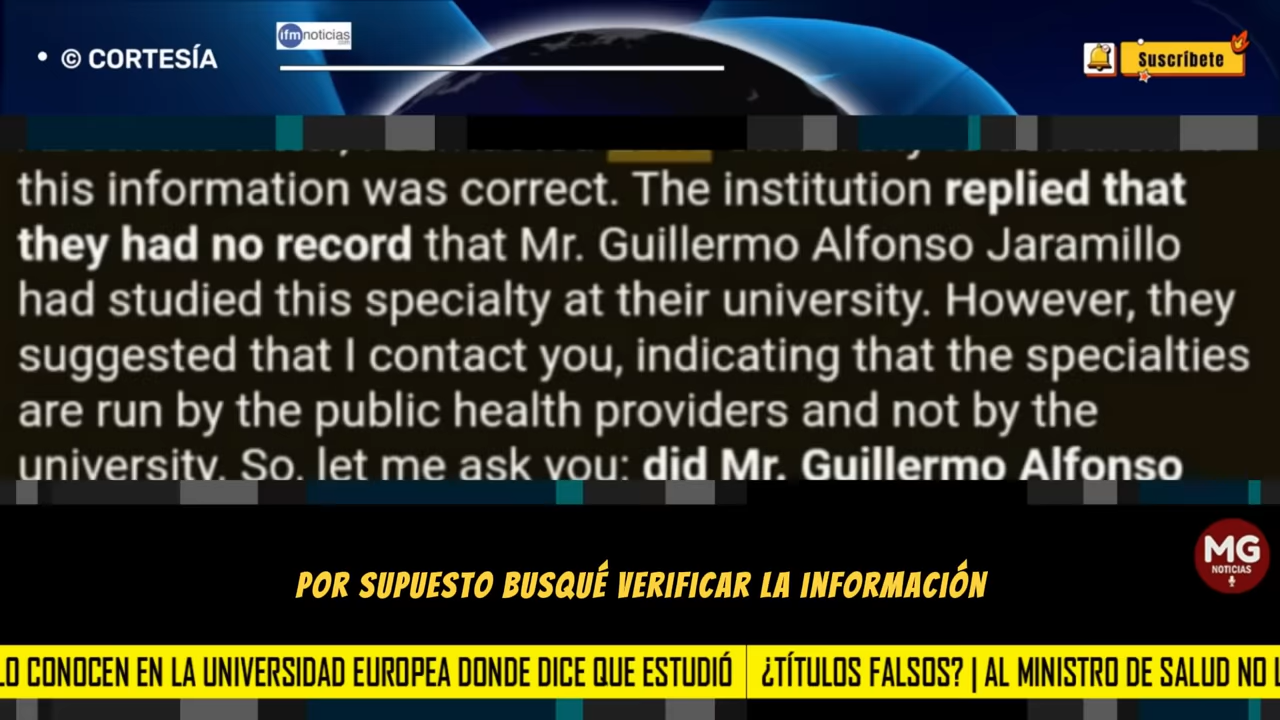 • © CORTESÍA
ifmnoticias
.com
Suscríbete
this information was correct. The institution replied that
they had no record that Mr. Guillermo Alfonso Jaramillo
had studied this specialty at their university. However, they
suggested that I contact you, indicating that the specialties
are run by the public health providers and not by the
university. So, let me ask you: did Mr. Guillermo Alfonso
MG
NOTICIAS
POR SUPUESTO BUSQUÉ VERIFICAR LA INFORMACIÓN
LO CONOCEN EN LA UNIVERSIDAD EUROPEA DONDE DICE QUE ESTUDIÓ
¿TÍTULOS FALSOS? | AL MINISTRO DE SALUD NO